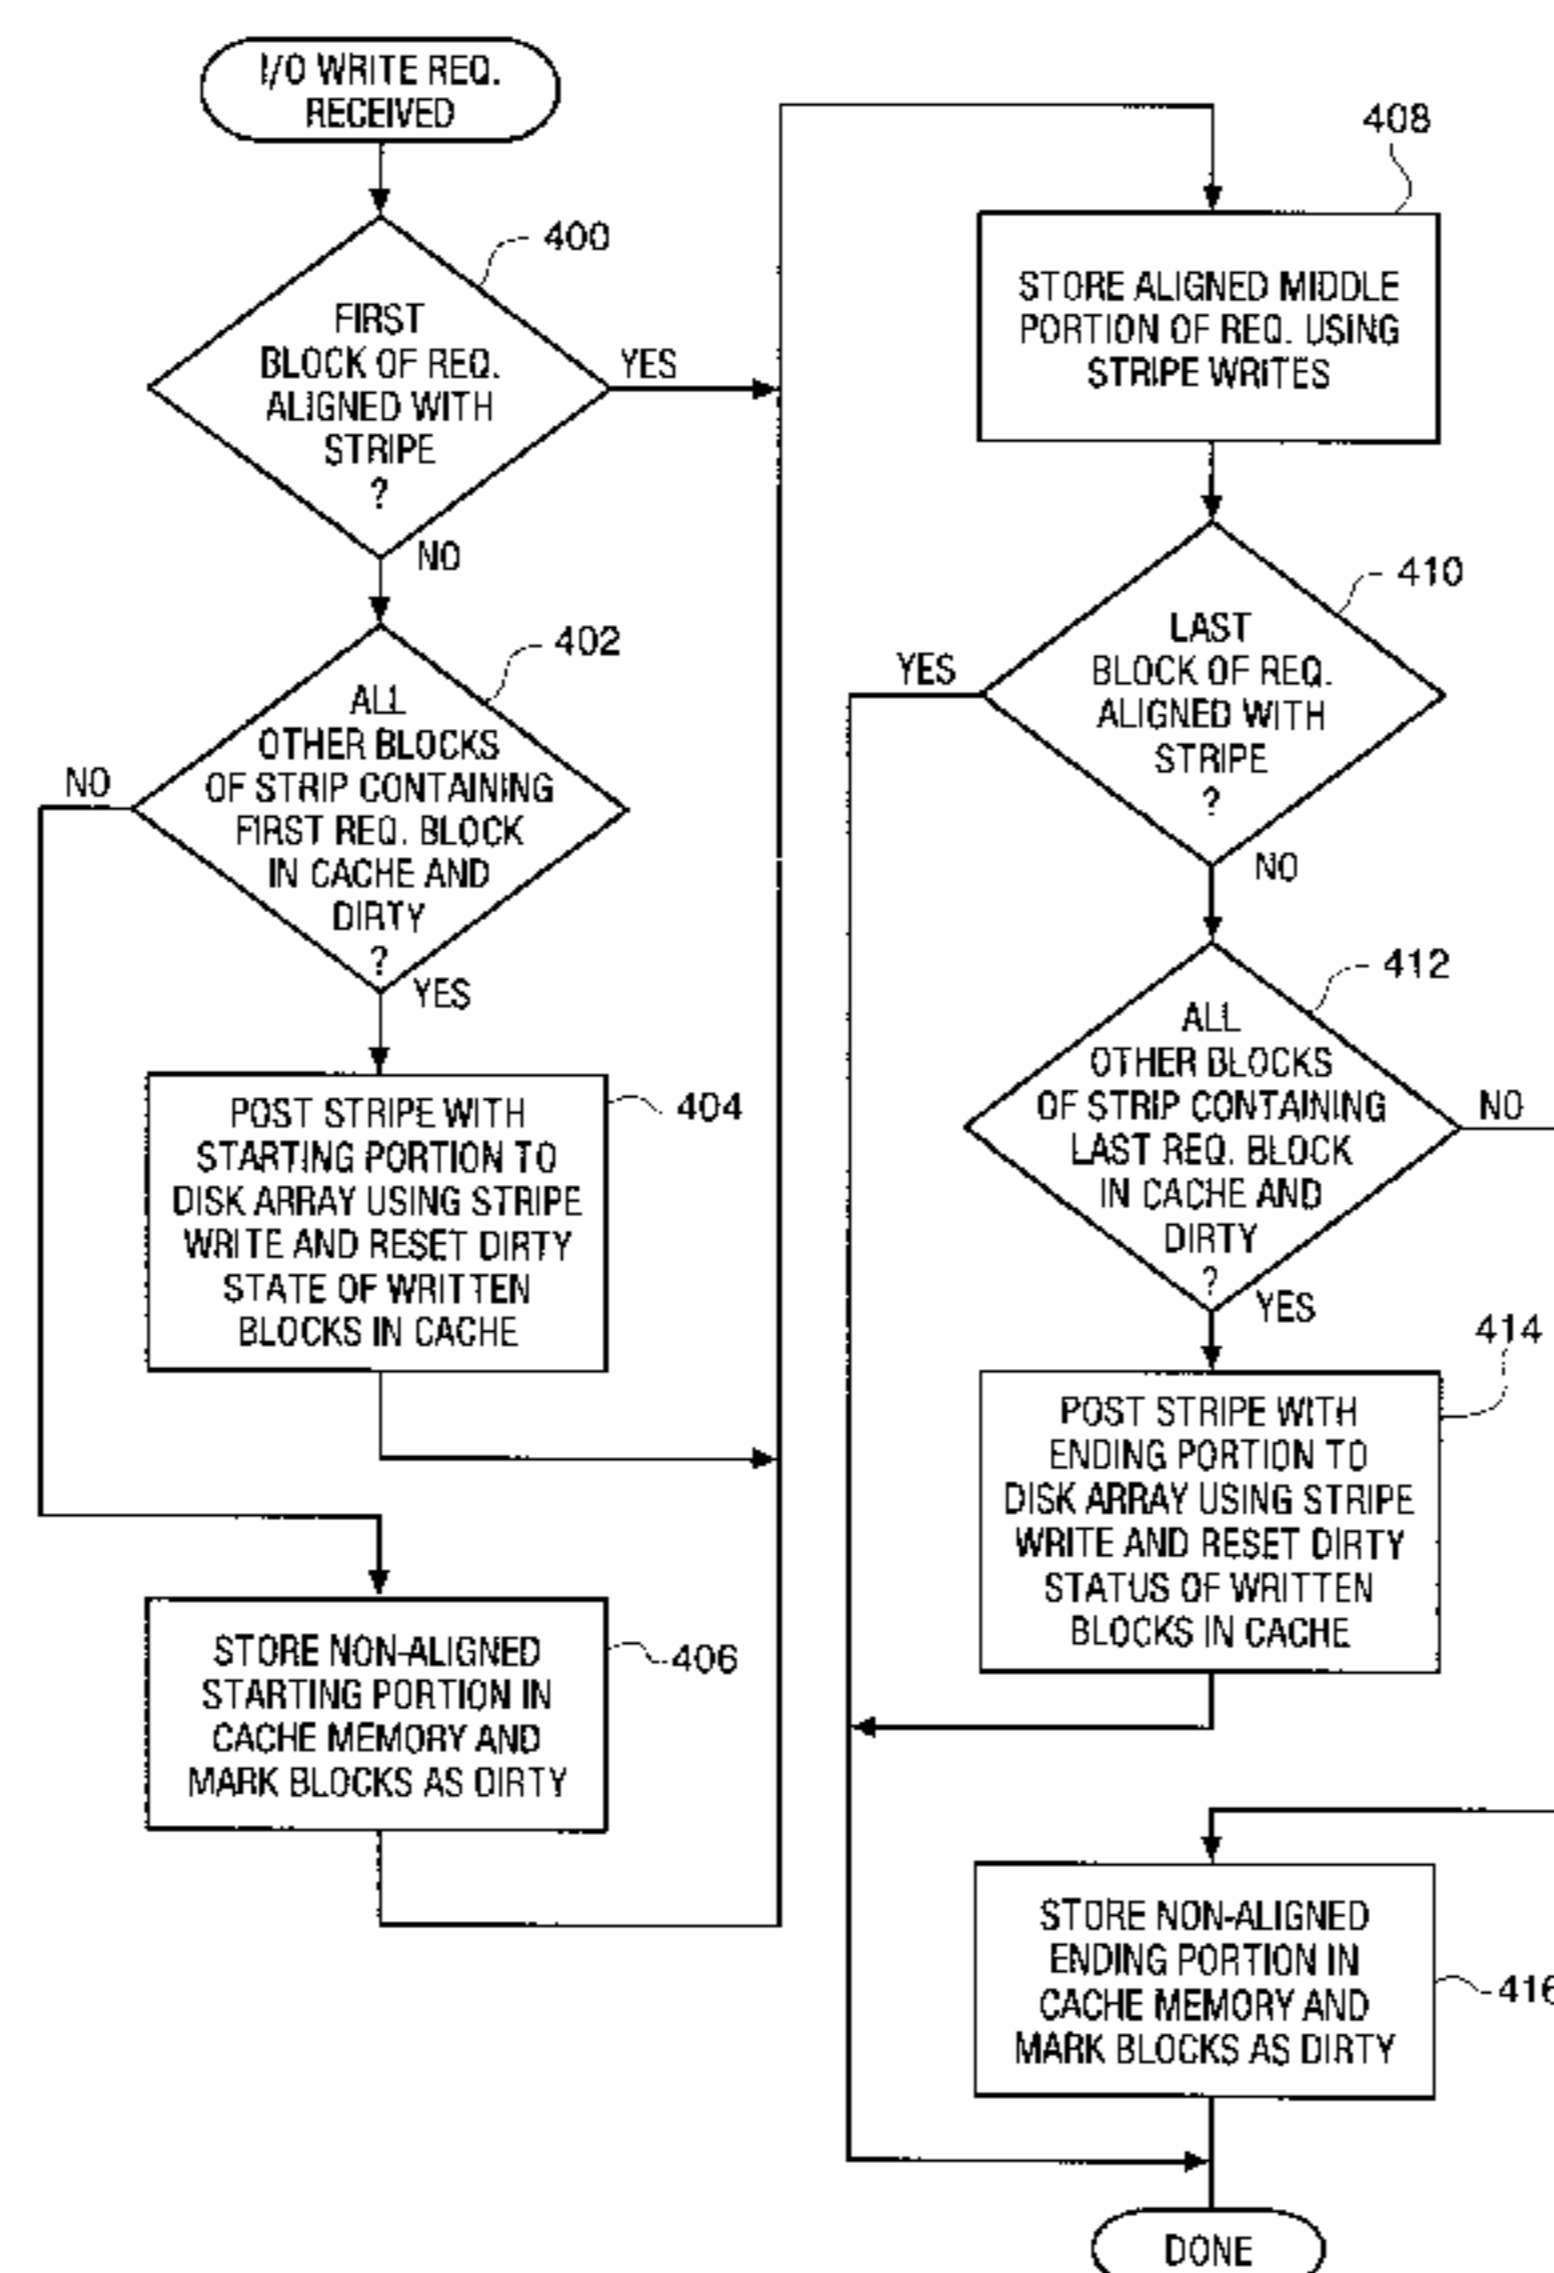 I/O WRITE REQ.
RECEIVED
400
FIRST
BLOCK OF REQ.
ALIGNED WITH
STRIPE
?
YES
NO
402
ALL
OTHER BLOCKS
OF STRIP CONTAINING
FIRST REQ. BLOCK
IN CACHE AND
DIRTY
?
NO
YES
404
POST STRIPE WITH
STARTING PORTION TO
DISK ARRAY USING STRIPE
WRITE AND RESET DIRTY
STATE OF WRITTEN
BLOCKS IN CACHE
406
STORE NON-ALIGNED
STARTING PORTION IN
CACHE MEMORY AND
MARK BLOCKS AS DIRTY
408
STORE ALIGNED MIDDLE
PORTION OF REQ. USING
STRIPE WRITES
410
LAST
BLOCK OF REQ.
ALIGNED WITH
STRIPE
?
YES
NO
412
ALL
OTHER BLOCKS
OF STRIP CONTAINING
LAST REQ. BLOCK
IN CACHE AND
DIRTY
?
NO
YES
414
POST STRIPE WITH
ENDING PORTION TO
DISK ARRAY USING STRIPE
WRITE AND RESET DIRTY
STATUS OF WRITTEN
BLOCKS IN CACHE
416
STORE NON-ALIGNED
ENDING PORTION IN
CACHE MEMORY AND
MARK BLOCKS AS DIRTY
DONE